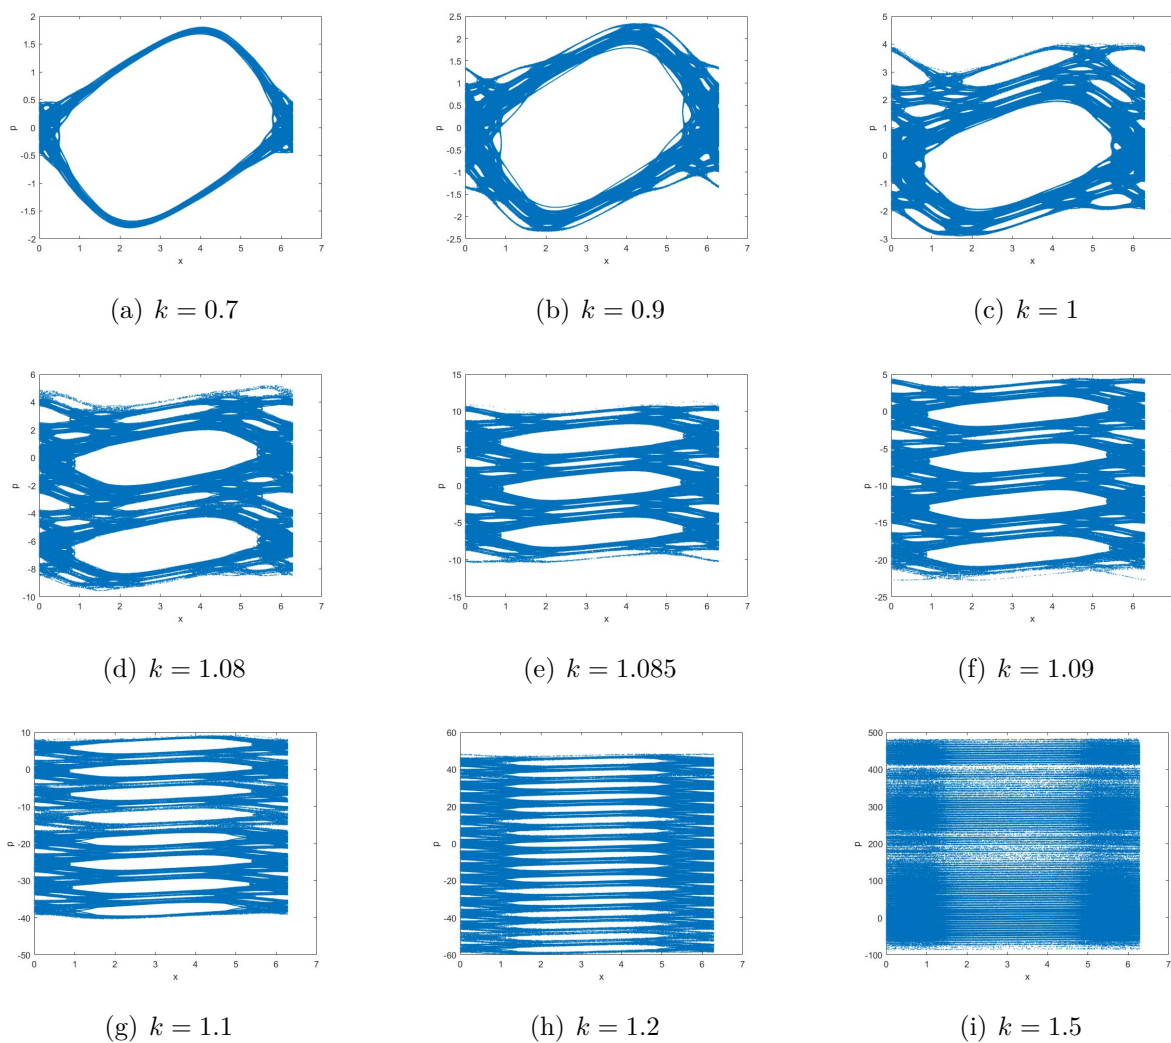 2
1.5
1
0.5
0
-0.5
-1
-1.5
-2
p
0 1 2 3 4 5 6 7
x
(a) k = 0.7
2.5
2
1.5
1
0.5
0
-0.5
-1
-1.5
-2
-2.5
p
0 1 2 3 4 5 6 7
x
(b) k = 0.9
5
4
3
2
1
0
-1
-2
-3
p
0 1 2 3 4 5 6
x
(c) k = 1
6
4
2
0
-2
-4
-6
-8
-10
p
0 1 2 3 4 5 6 7
x
(d) k = 1.08
15
10
5
0
-5
-10
-15
p
0 1 2 3 4 5 6 7
x
(e) k = 1.085
5
0
-5
-10
-15
-20
-25
p
0 1 2 3 4 5 6
x
(f) k = 1.09
10
0
-10
-20
-30
-40
-50
p
0 1 2 3 4 5 6 7
x
(g) k = 1.1
60
40
20
0
-20
-40
-60
p
0 1 2 3 4 5 6 7
x
(h) k = 1.2
500
400
300
200
100
0
-100
p
0 1 2 3 4 5 6 7
x
(i) k = 1.5